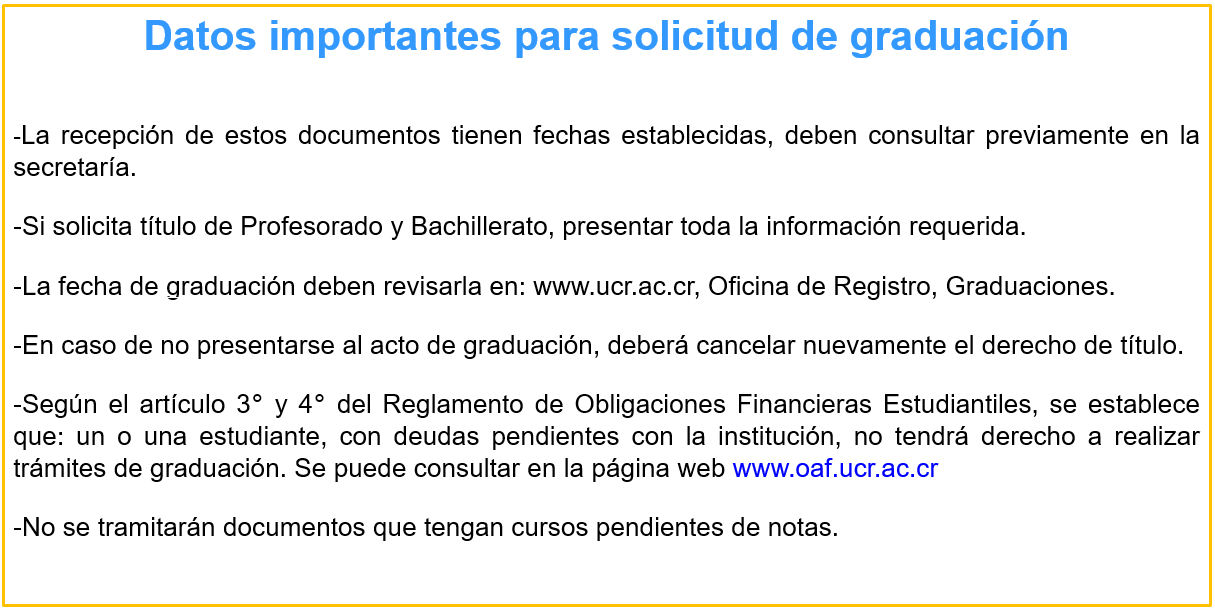 Datos importantes para solicitud de graduación
-La recepción de estos documentos tienen fechas establecidas, deben consultar previamente en la
secretaría.
-Si solicita título de Profesorado y Bachillerato, presentar toda la información requerida.
-La fecha de graduación deben revisarla en: www.ucr.ac.cr, Oficina de Registro, Graduaciones.
-En caso de no presentarse al acto de graduación, deberá cancelar nuevamente el derecho de título.
-Según el artículo 3° y 4° del Reglamento de Obligaciones Financieras Estudiantiles, se establece
que: un o una estudiante, con deudas pendientes con la institución, no tendrá derecho a realizar
trámites de graduación. Se puede consultar en la página web www.oaf.ucr.ac.cr
-No se tramitarán documentos que tengan cursos pendientes de notas.